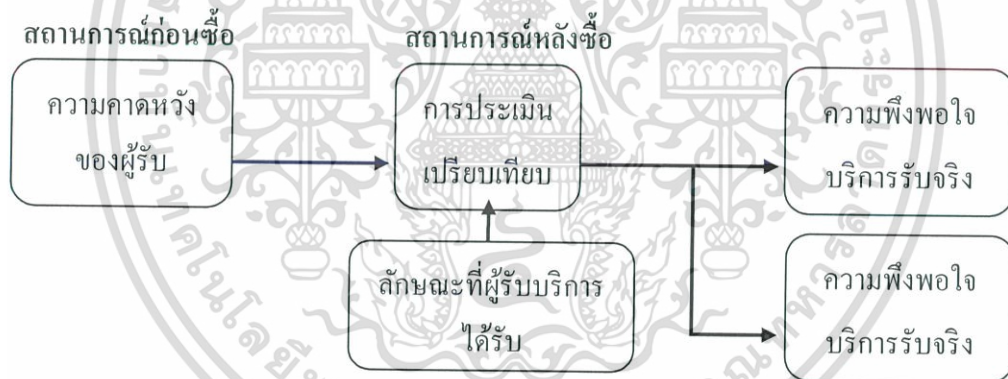 สถานการณ์ก่อนซื้อ
สถานการณ์หลังซื้อ
ความคาดหวัง
ของผู้รับ
การประเมิน
เปรียบเทียบ
ลักษณะที่ผู้รับบริการ
ได้รับ
ความพึงพอใจ
บริการรับจริง
ความพึงพอใจ
บริการรับจริง